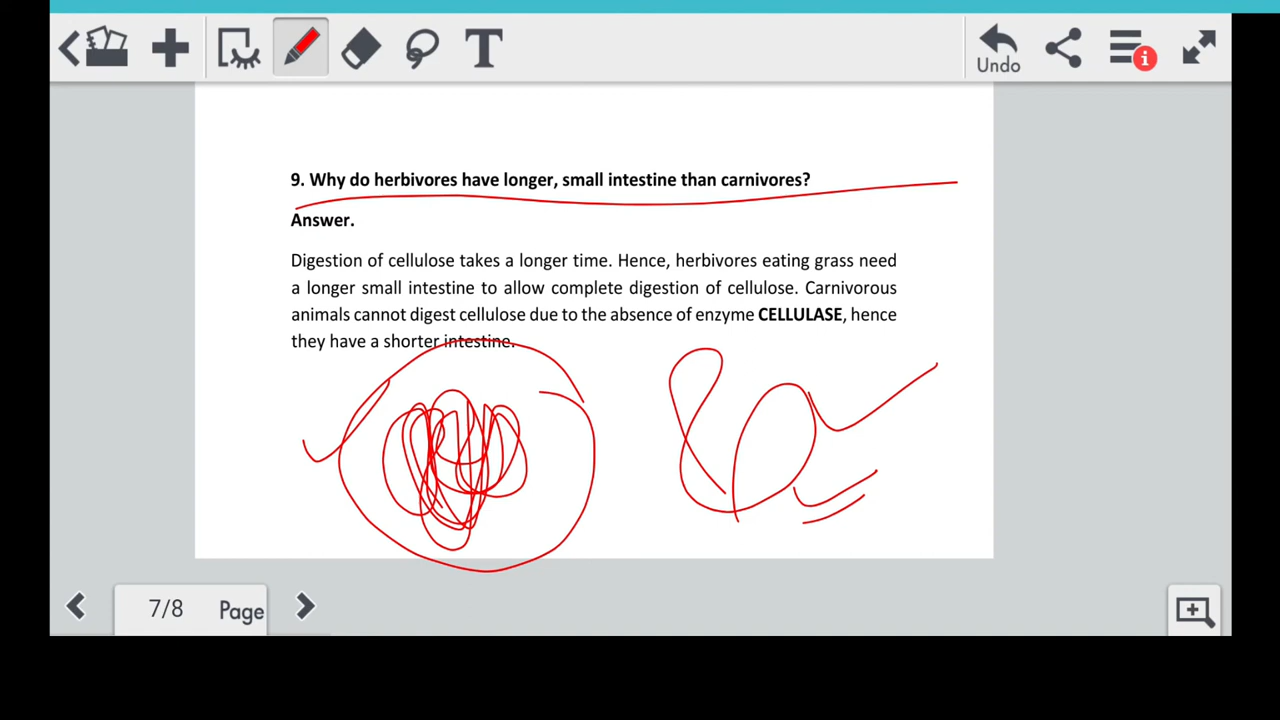 T
Undo
i
9. Why do herbivores have longer, small intestine than carnivores?
Answer.
Digestion of cellulose takes a longer time. Hence, herbivores eating grass need
a longer small intestine to allow complete digestion of cellulose. Carnivorous
animals cannot digest cellulose due to the absence of enzyme CELLULASE, hence
they have a shorter intestine.
7/8 Page